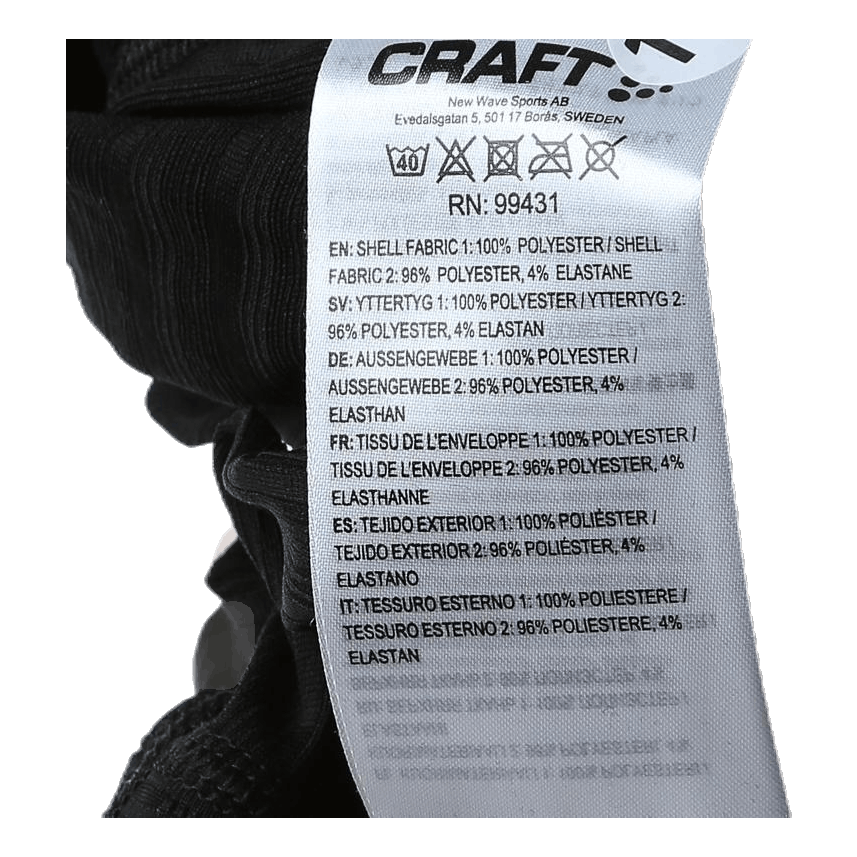 CRAFT
New Wave Sports AB
Evedalsgatan 5, 501 17 Borås, SWEDEN
40
RN: 99431
EN: SHELL FABRIC 1: 100% POLYESTER / SHELL
FABRIC 2: 96% POLYESTER, 4% ELASTANE
SV: YTTERTYG 1: 100% POLYESTER / YTTERTYG 2:
96% POLYESTER, 4% ELASTAN
DE: AUSSENGEWEBE 1: 100% POLYESTER /
AUSSENGEWEBE 2: 96% POLYESTER, 4%
ELASTHAN
FR: TISSU DE L'ENVELOPPE 1: 100% POLYESTER /
TISSU DE L'ENVELOPPE 2: 96% POLYESTER, 4%
ELASTHANNE
ES: TEJIDO EXTERIOR 1: 100% POLIÉSTER /
TEJIDO EXTERIOR 2: 96% POLIÉSTER, 4%
ELASTANO
IT: TESSURO ESTERNO 1: 100% POLIESTERE /
TESSURO ESTERNO 2: 96% POLIESTERE, 4%
ELASTAN